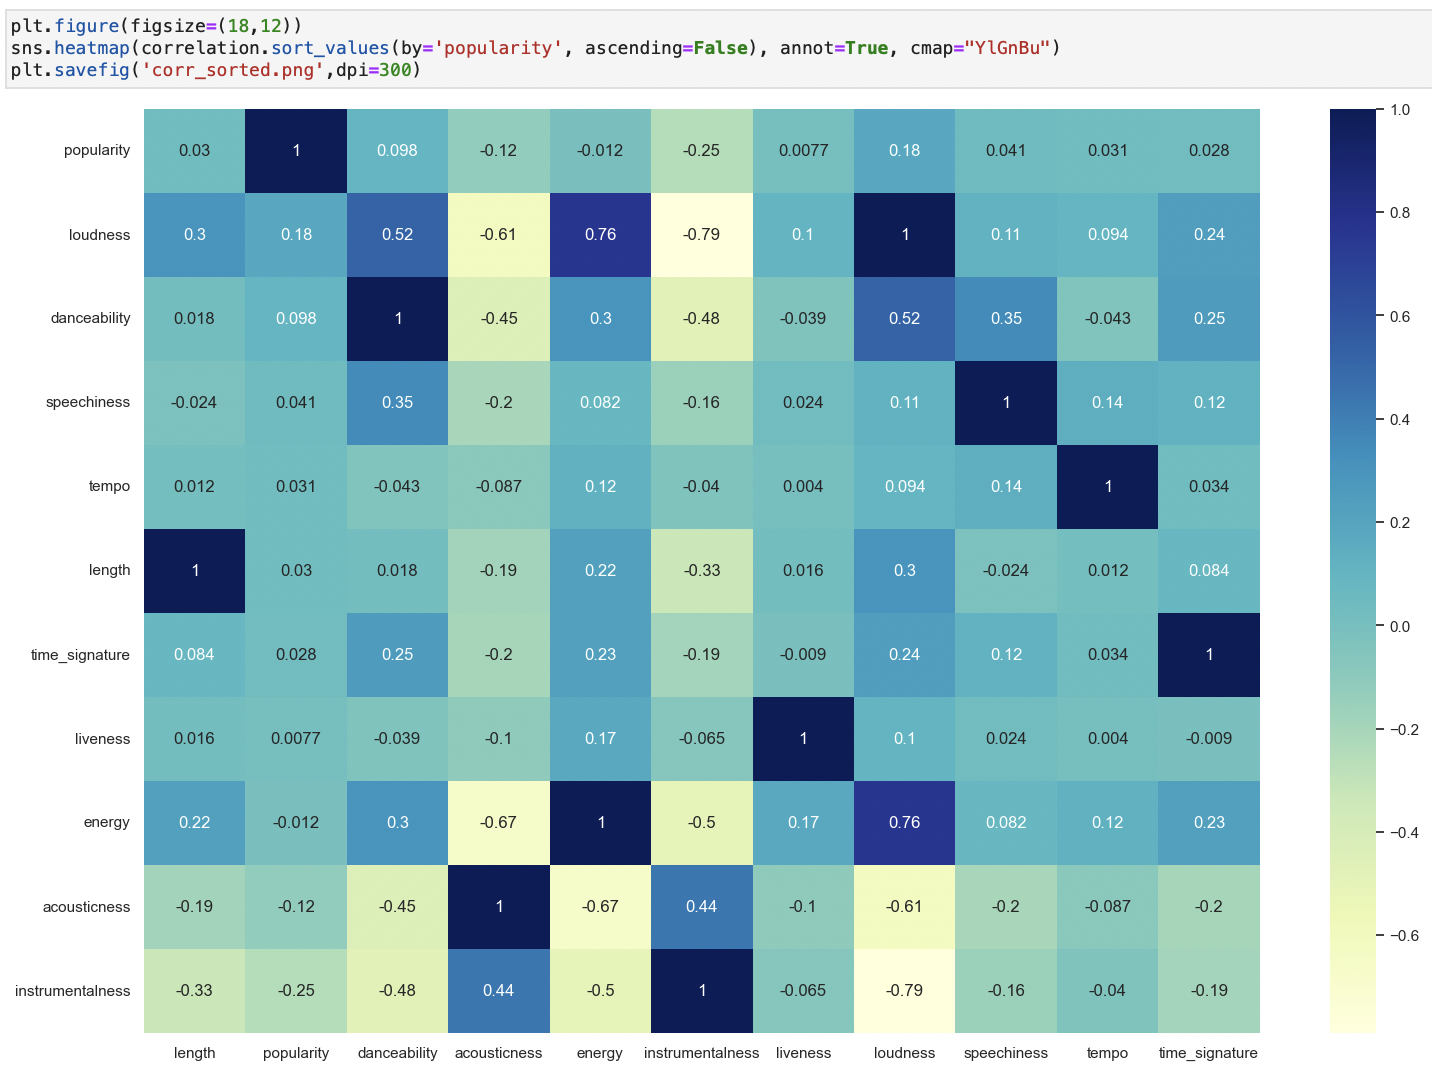 plt.figure(figsize=(18,12))
sns.heatmap(correlation.sort_values(by='popularity', ascending=False), annot=True, cmap="YlGnBu")
plt.savefig('corr_sorted.png',dpi=300)
popularity 0.03 1 0.098 -0.12 -0.012 -0.25 0.0077 0.18 0.041 0.031 0.028
loudness 0.3 0.18 0.52 -0.61 0.76 -0.79 0.1 1 0.11 0.094 0.24
danceability 0.018 0.098 1 -0.45 0.3 -0.48 -0.039 0.52 0.35 -0.043 0.25
speechiness -0.024 0.041 0.35 -0.2 0.082 -0.16 0.024 0.11 1 0.14 0.12
tempo 0.012 0.031 -0.043 -0.087 0.12 -0.04 0.004 0.094 0.14 1 0.034
length 1 0.03 0.018 -0.19 0.22 -0.33 0.016 0.3 -0.024 0.012 0.084
time_signature 0.084 0.028 0.25 -0.2 0.23 -0.19 -0.009 0.24 0.12 0.034 1
liveness 0.016 0.0077 -0.039 -0.1 0.17 -0.065 1 0.1 0.024 0.004 -0.009
energy 0.22 -0.012 0.3 -0.67 1 -0.5 0.17 0.76 0.082 0.12 0.23
acousticness -0.19 -0.12 -0.45 1 -0.67 0.44 -0.1 -0.61 -0.2 -0.087 -0.2
instrumentalness -0.33 -0.25 -0.48 0.44 -0.5 1 -0.065 -0.79 -0.16 -0.04 -0.19
length popularity danceability acousticness energy instrumentalness liveness loudness speechiness tempo time_signature
1.0
0.8
0.6
0.4
0.2
0.0
−0.2
−0.4
−0.6